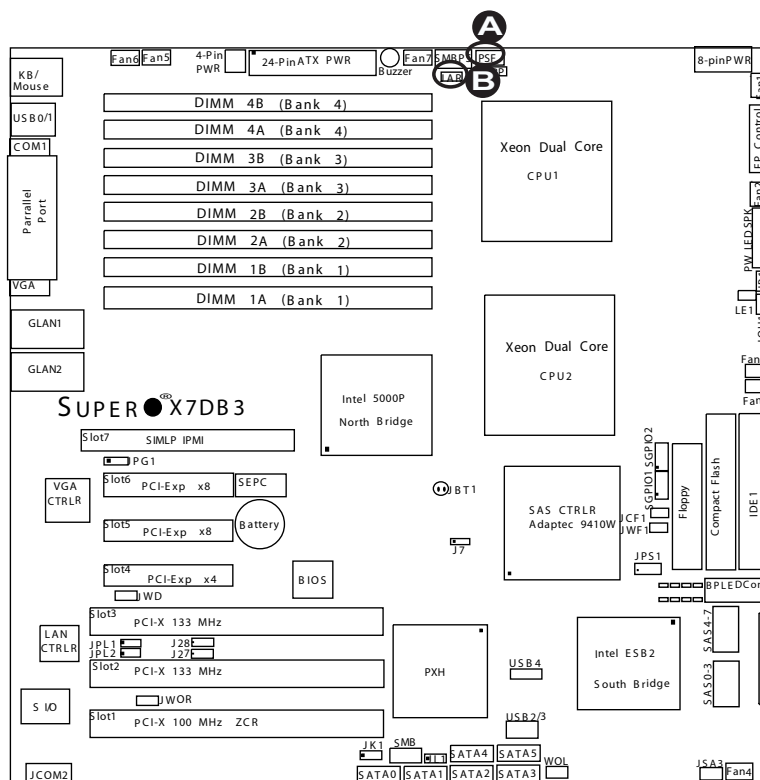 A
Fan6 Fan5 4-Pin PWR 24-Pin ATX PWR Buzzer Fan7 SMBPS PSF
JAR B P
8-pinPWR
KB/
Mouse
USB0/1
COM1
Parrallel
Port
VGA
GLAN1
GLAN2
DIMM 4B (Bank 4)
DIMM 4A (Bank 4)
DIMM 3B (Bank 3)
DIMM 3A (Bank 3)
DIMM 2B (Bank 2)
DIMM 2A (Bank 2)
DIMM 1B (Bank 1)
DIMM 1A (Bank 1)
Xeon Dual Core
CPU1
Xeon Dual Core
CPU2
Fan1
FP Control
Fan2
PW LED SPK
LE1
Fan
Fan
Intel 5000P
North Bridge
SUPER ® X7DB3
Slot7
SIMLP IPMI
JPG1
VGA
CTRLR
Slot6
PCI-Exp x8
SEPC
Slot5
PCI-Exp x8
Battery
Slot4
PCI-Exp x4
JWD
BIOS
JBT1
J7
SAS CTRLR
Adaptec 9410W
SGPIO1 SGPIO2
JCF1
JWF1
JPS1
Floppy
Compact Flash
IDE1
BPLEDCon
Slot3
PCI-X 133 MHz
LAN
CTRLR
JPL1
JPL2
J28
J27
Slot2
PCI-X 133 MHz
S I/O
JWOR
Slot1
PCI-X 100 MHz ZCR
PXH
USB4
Intel ESB2
South Bridge
SAS4-7
SAS0-3
USB2/3
JCOM2
JK1
SMB
SATA4 SATA5
WOL
SATA0 SATA1 SATA2 SATA3
JSA3
Fan4